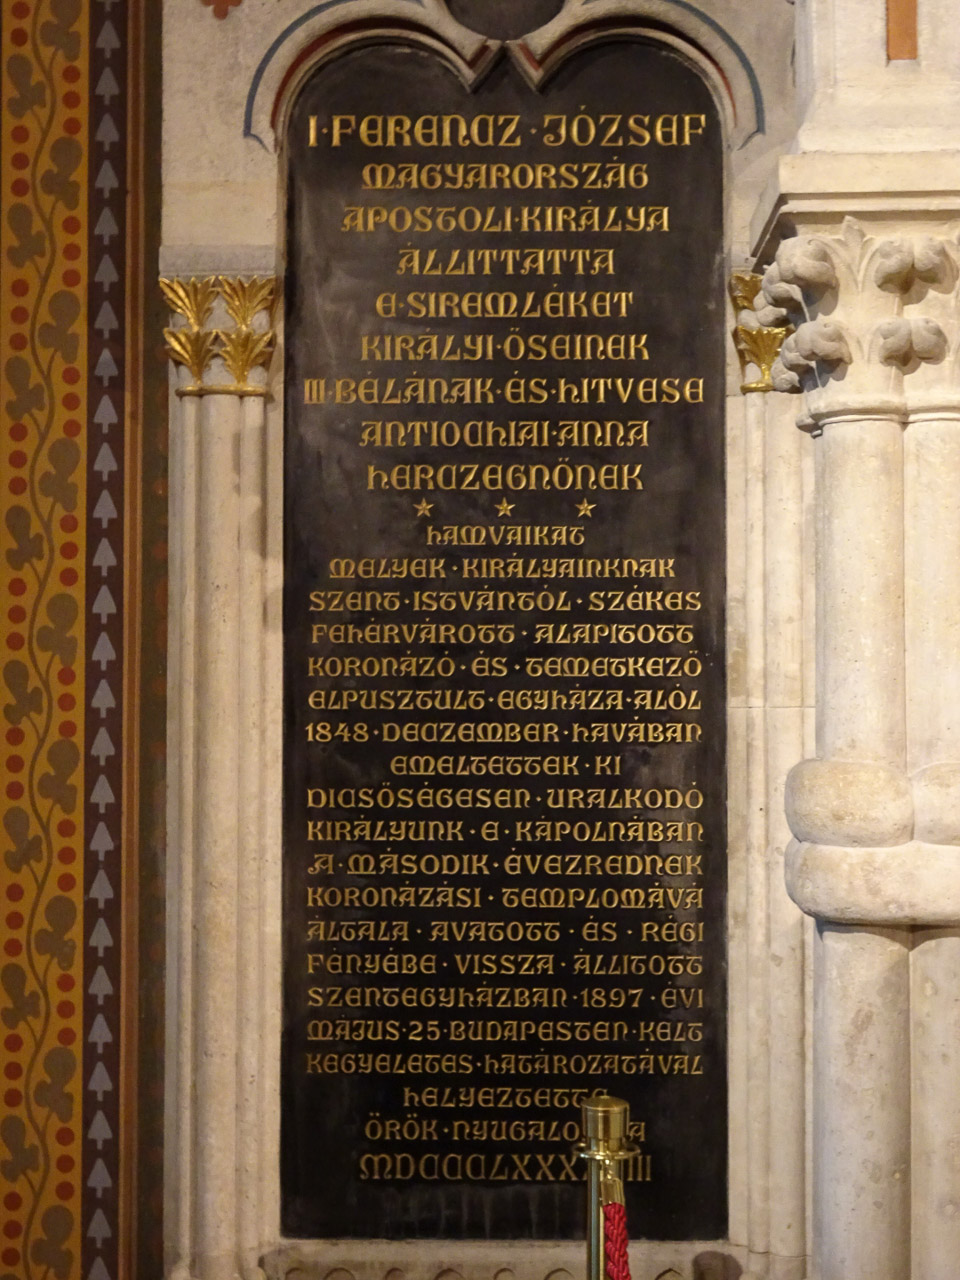 I·FERENCZ·JÓZSEF
MAGYARORSZÁG
APOSTOLI·KIRÁLYA
ÁLLITTATTA
E·SIREMLÉKET
KIRÁLYI·ŐSEINEK
III·BÉLÁNAK·ÉS·HITVESE
ANTIOCHIAI·ANNA
HERCZEGNŐNEK
HAMVAIKAT
MELYEK·KIRÁLYAINKNAK
SZENT·ISTVÁNTÓL·SZÉKES
FEHÉRVÁROTT·ALAPITOTT
KORONÁZÓ·ÉS·TEMETKEZŐ
ELPUSZTULT·EGYHÁZA·ALÓL
1848·DECZEMBER·HAVÁBAN
EMELTETTEK·KI
DICSŐSÉGESEN·URALKODÓ
KIRÁLYUNK·E·KÁPOLNÁBAN
A·MÁSODIK·ÉVEZREDNEK
KORONÁZÁSI·TEMPLOMÁVÁ
ÁLTALA·AVATOTT·ÉS·RÉGI
FÉNYÉBE·VISSZA·ÁLLITOTT
SZENTEGYHÁZBAN·1897·ÉVI
MÁJUS·25·BUDAPESTEN·KELT
KEGYELETES·HATÁROZATÁVAL
HELYEZTETTE
ÖRÖK